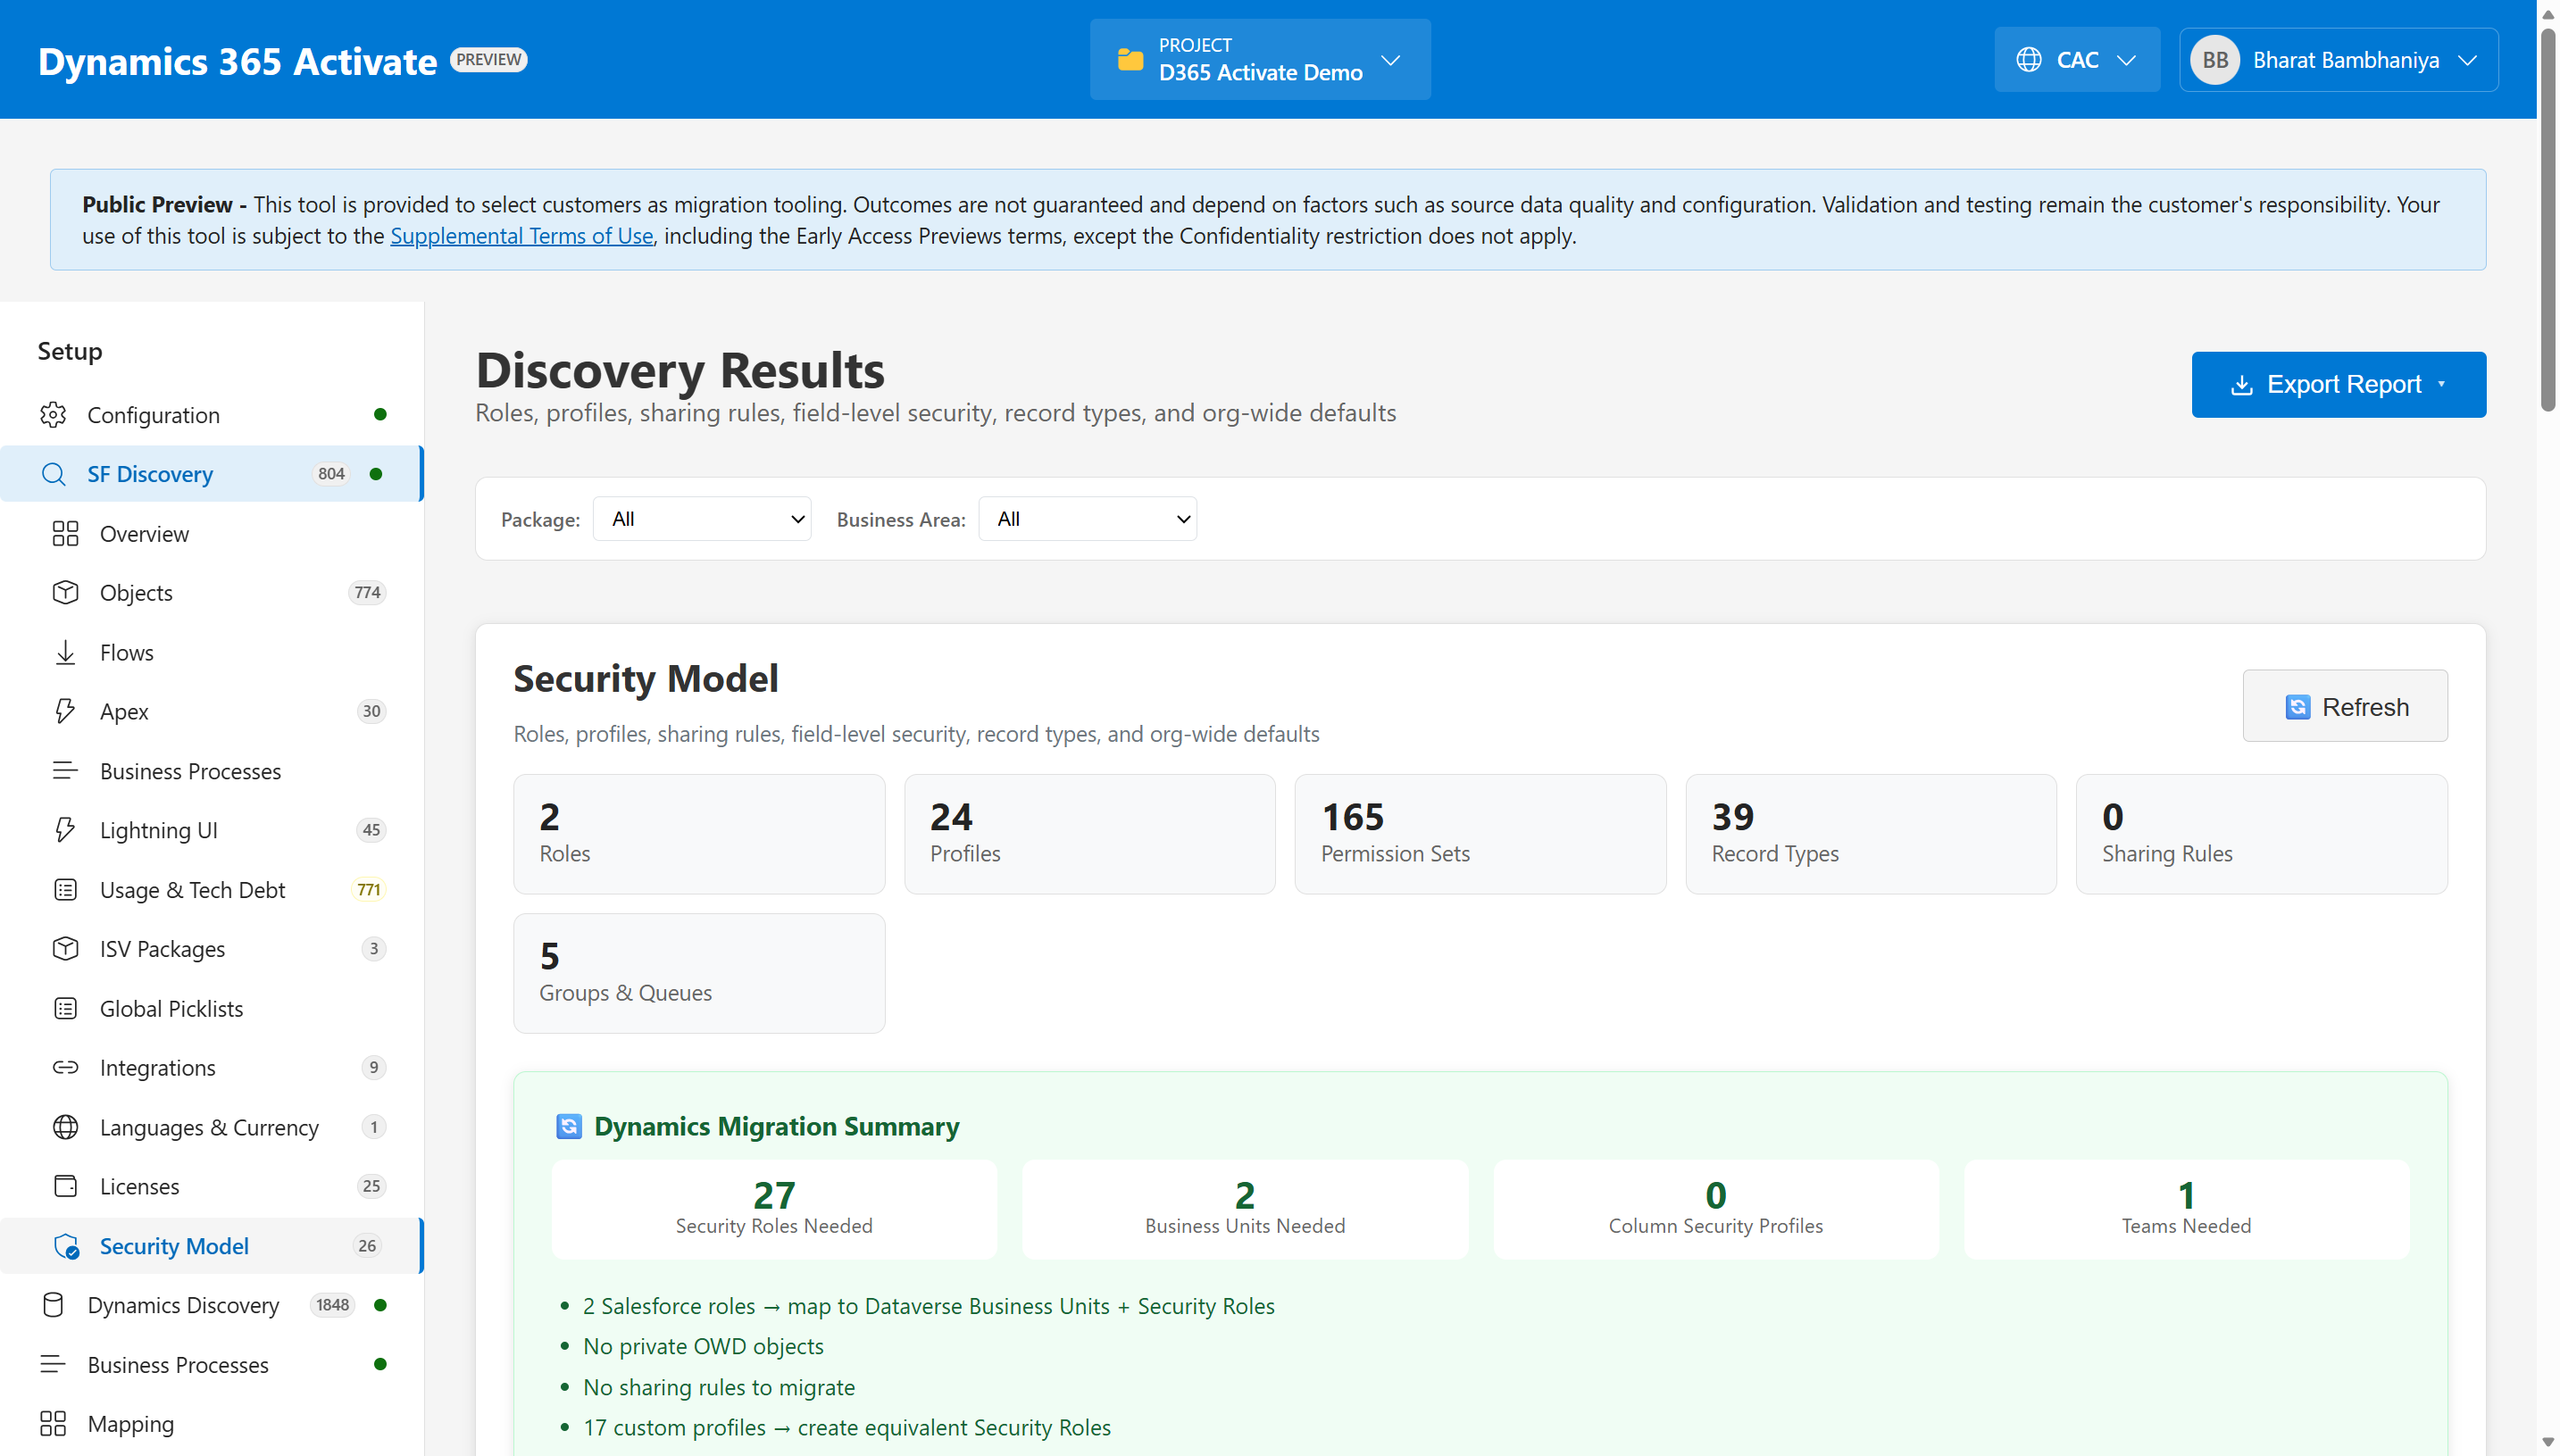 Dynamics 365 Activate PREVIEW
PROJECT
D365 Activate Demo
CAC
BB Bharat Bambhaniya
Public Preview - This tool is provided to select customers as migration tooling. Outcomes are not guaranteed and depend on factors such as source data quality and configuration. Validation and testing remain the customer's responsibility. Your
use of this tool is subject to the Supplemental Terms of Use, including the Early Access Previews terms, except the Confidentiality restriction does not apply.
Setup
Configuration
SF Discovery 804
Overview
Objects 774
Flows
Apex 30
Business Processes
Lightning UI 45
Usage & Tech Debt 771
ISV Packages 3
Global Picklists
Integrations 9
Languages & Currency 1
Licenses 25
Security Model 26
Dynamics Discovery 1848
Business Processes
Mapping
Discovery Results
Roles, profiles, sharing rules, field-level security, record types, and org-wide defaults
Export Report
Package: All Business Area: All
Security Model
Roles, profiles, sharing rules, field-level security, record types, and org-wide defaults
Refresh
2
Roles
24
Profiles
165
Permission Sets
39
Record Types
0
Sharing Rules
5
Groups & Queues
Dynamics Migration Summary
27
Security Roles Needed
2
Business Units Needed
0
Column Security Profiles
1
Teams Needed
• 2 Salesforce roles → map to Dataverse Business Units + Security Roles
• No private OWD objects
• No sharing rules to migrate
• 17 custom profiles → create equivalent Security Roles